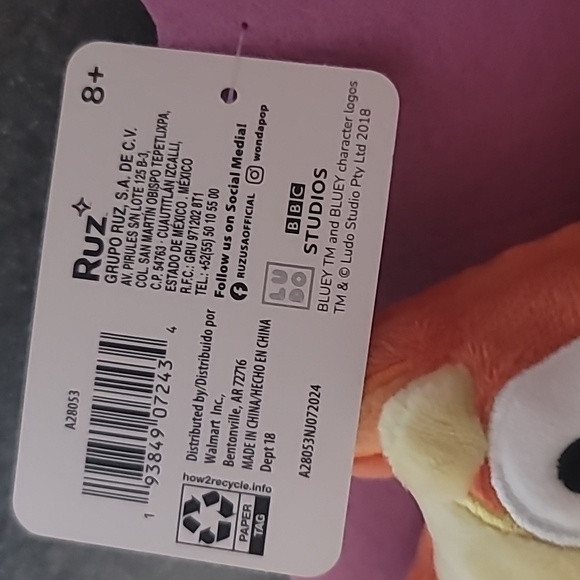 8+
Ruz
GRUPO RUZ, S.A. DE C.V.
AV. PIRULES S/N, LOTE 125 B-1,
COL. SAN MARTÍN OBISPO TEPETLIXPA,
C.P. 54763 · CUAUTITLÁN IZCALLI,
ESTADO DE MÉXICO, MÉXICO
R.F.C.: GRU 971202 8T1
TEL.: +52(55) 50 10 55 00
Follow us on Social Media!
RUZUSAOFFICIAL wondapop
LUDO
BBC
STUDIOS
BLUEY TM and BLUEY character logos
TM & © Ludo Studio Pty Ltd 2018
A28053
1 93849 07243 4
Distributed by/Distribuido por
Walmart Inc.,
Bentonville, AR 72716
MADE IN CHINA/HECHO EN CHINA
Dept 18
A28053NJ072024
how2recycle.info
PAPER
TAG